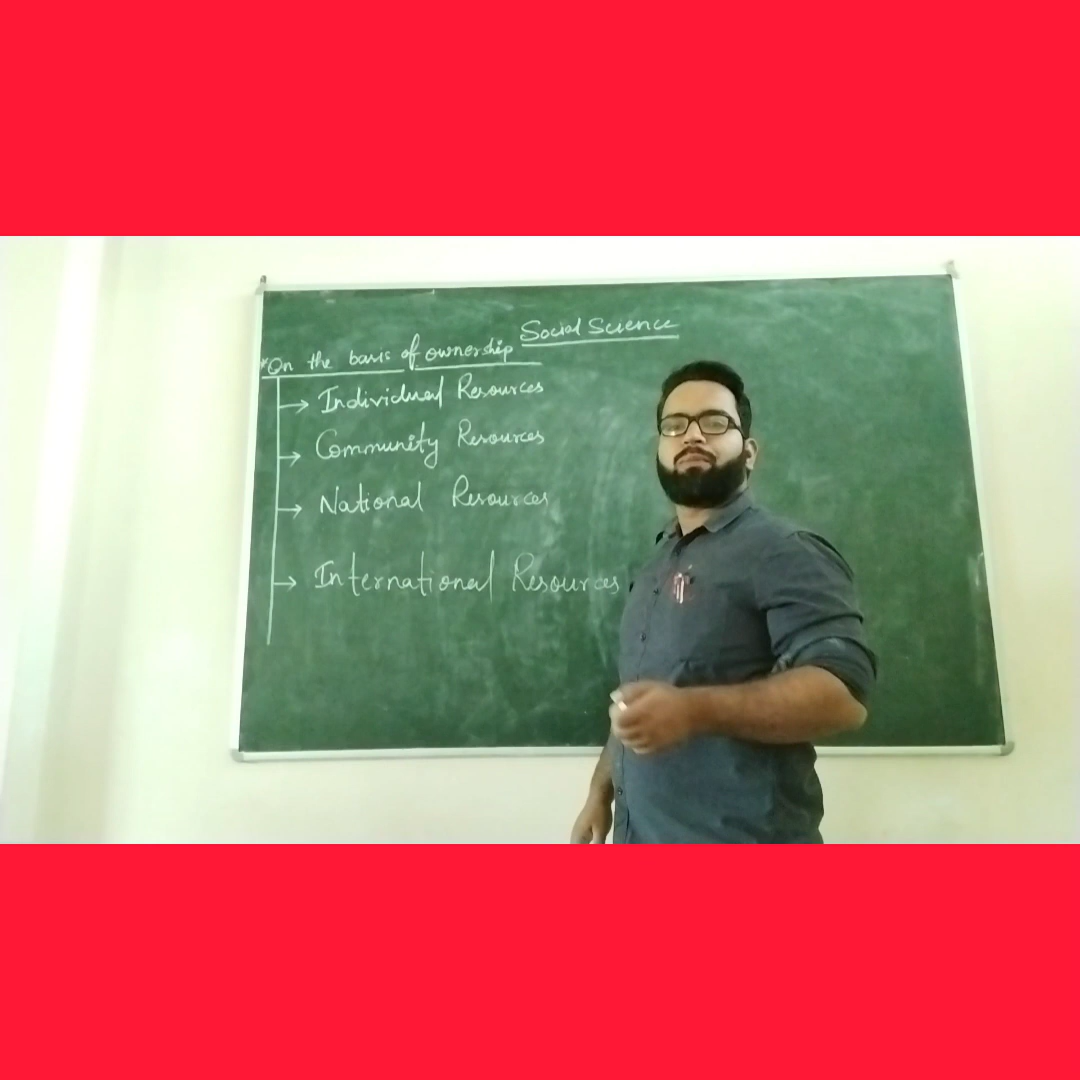 Social Science
*On the basis of ownership
→ Individual Resources
→ Community Resources
→ National Resources
→ International Resources